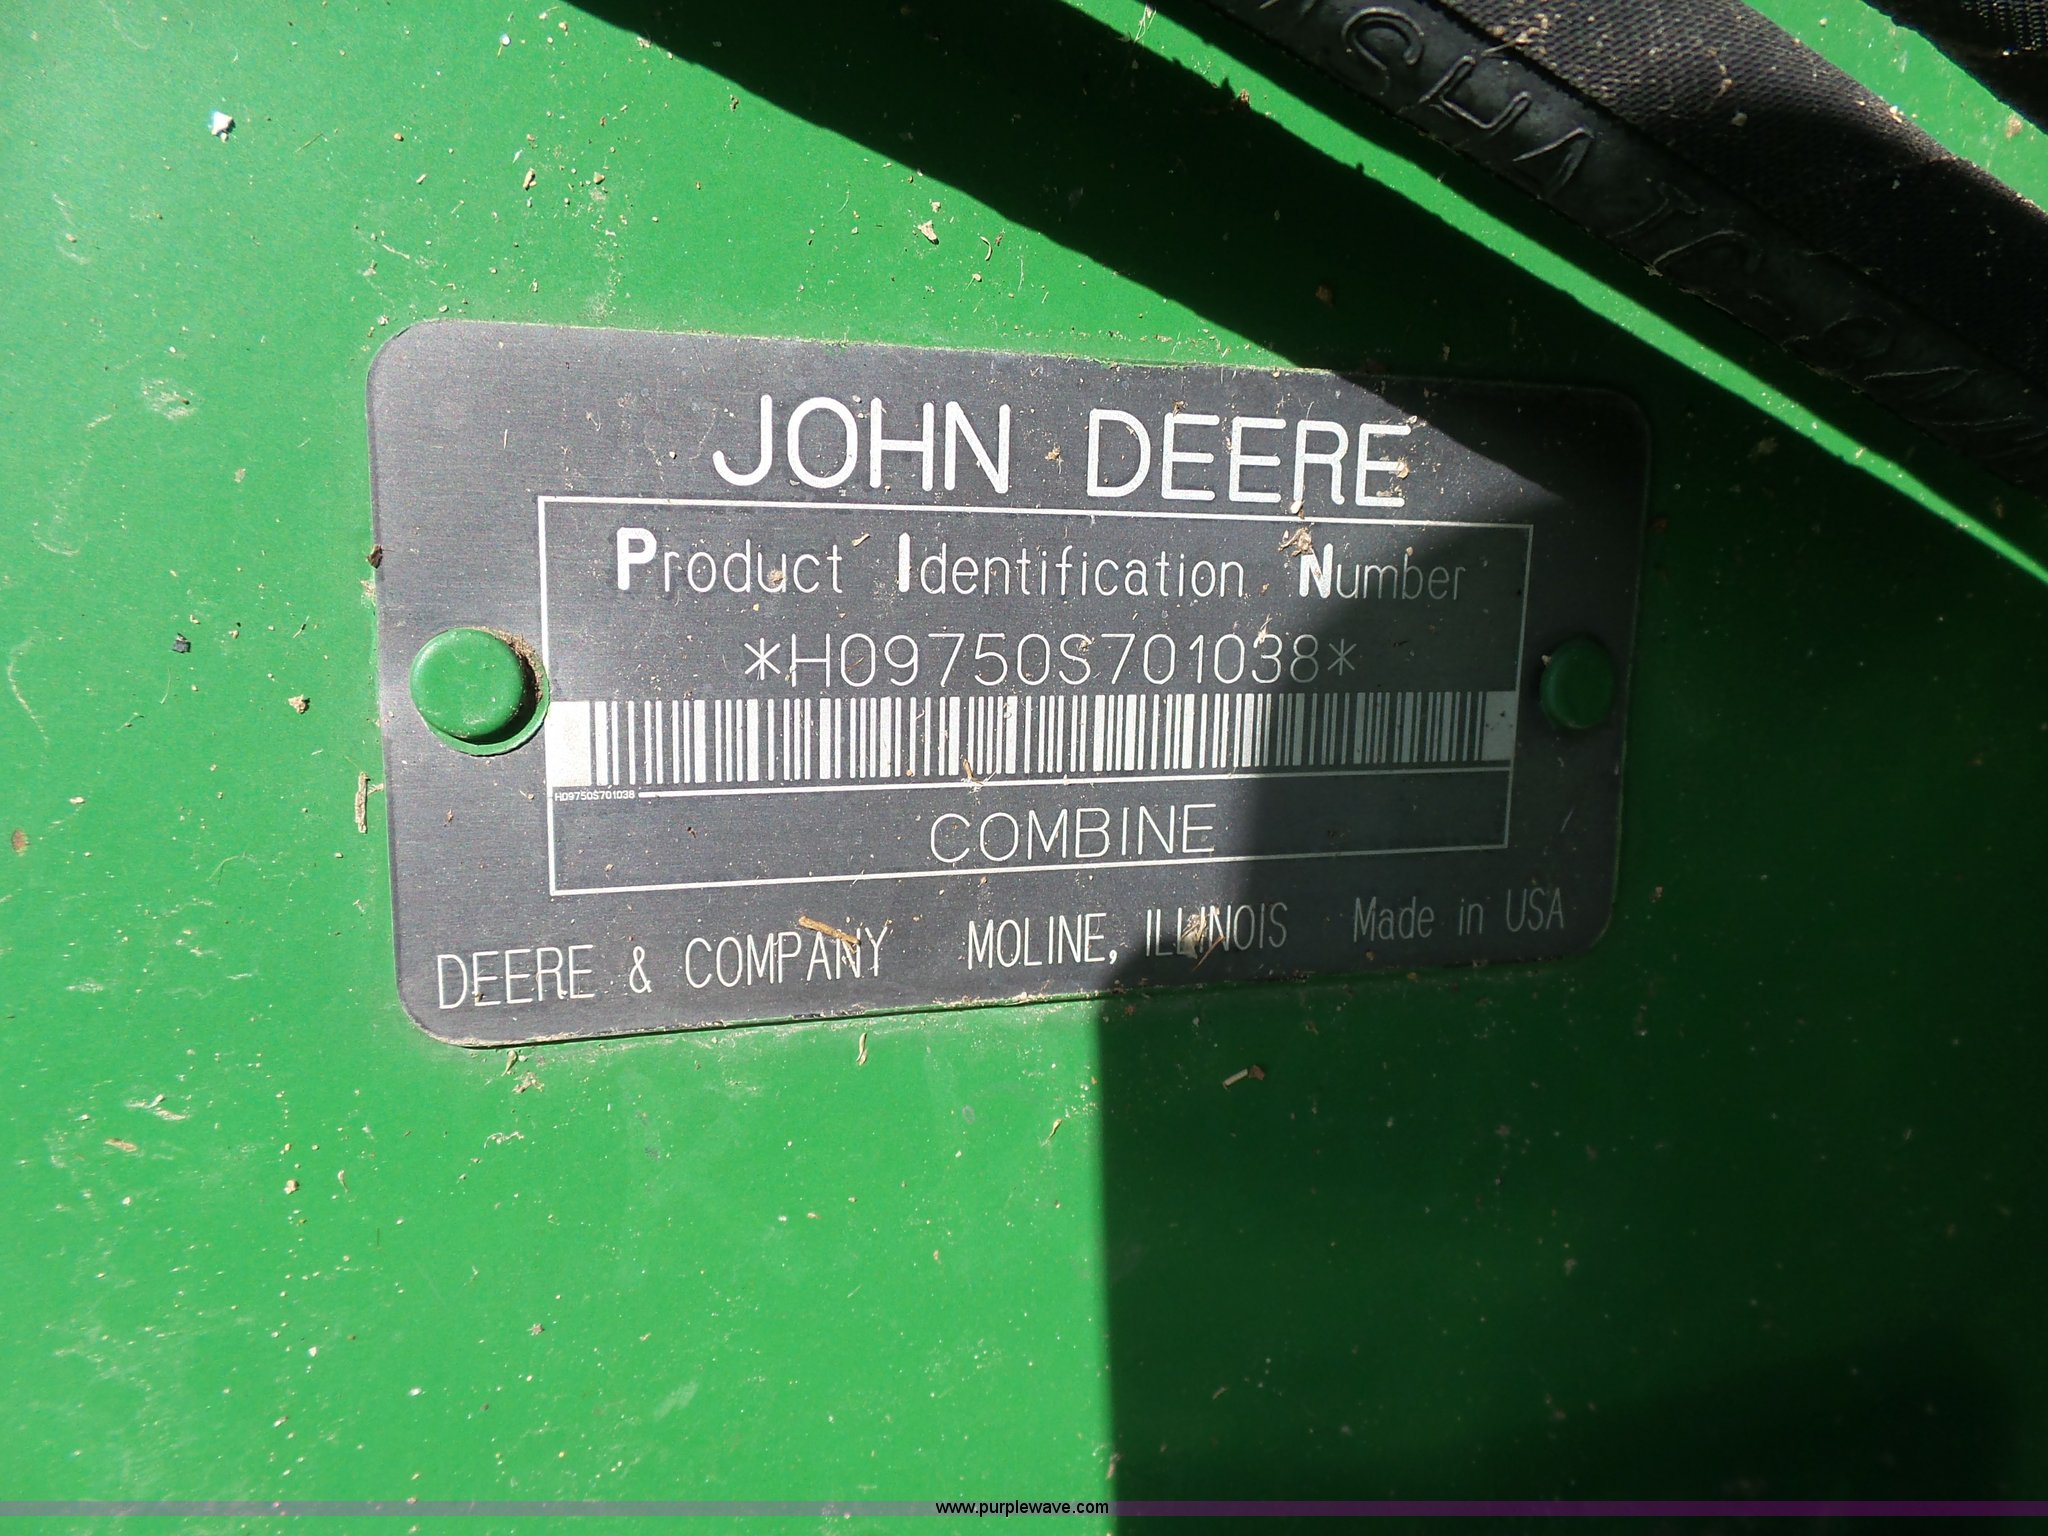 JOHN DEERE
Product Identification Number
*H09750S701038*
H09750S701038
COMBINE
DEERE & COMPANY MOLINE, ILLINOIS Made in USA
www.purplewave.com